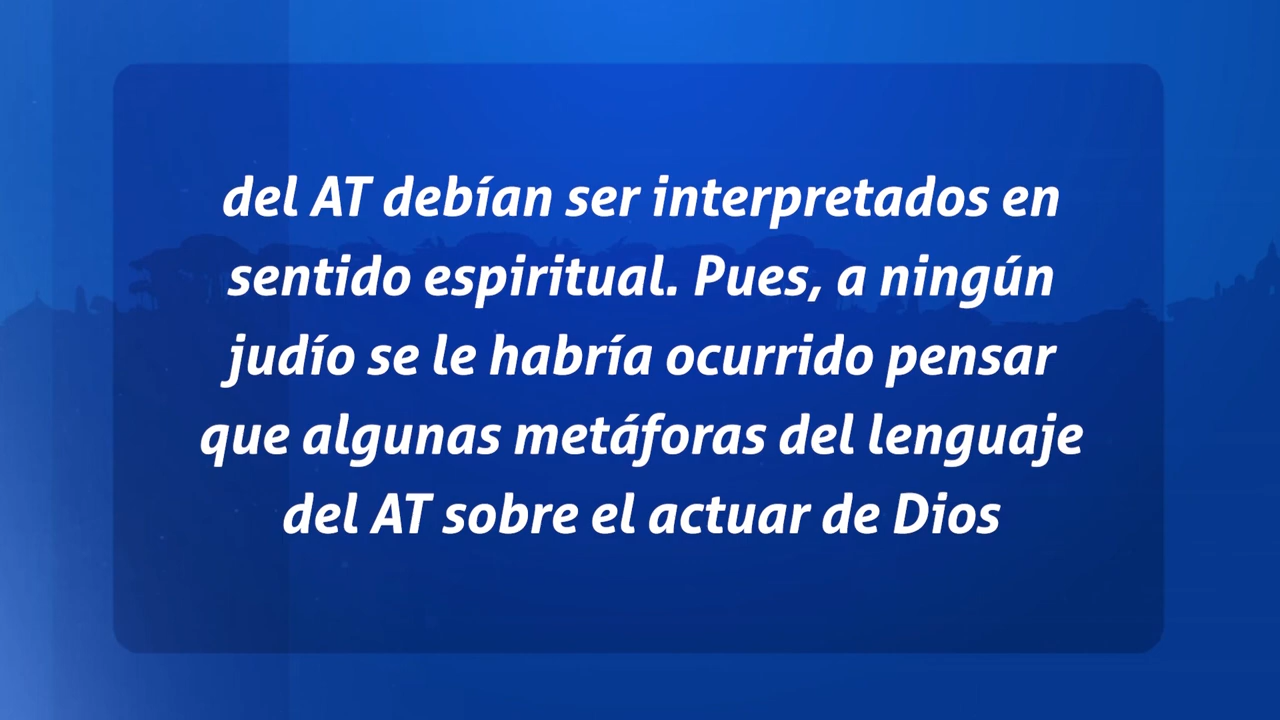 del AT debían ser interpretados en
sentido espiritual. Pues, a ningún
judío se le habría ocurrido pensar
que algunas metáforas del lenguaje
del AT sobre el actuar de Dios